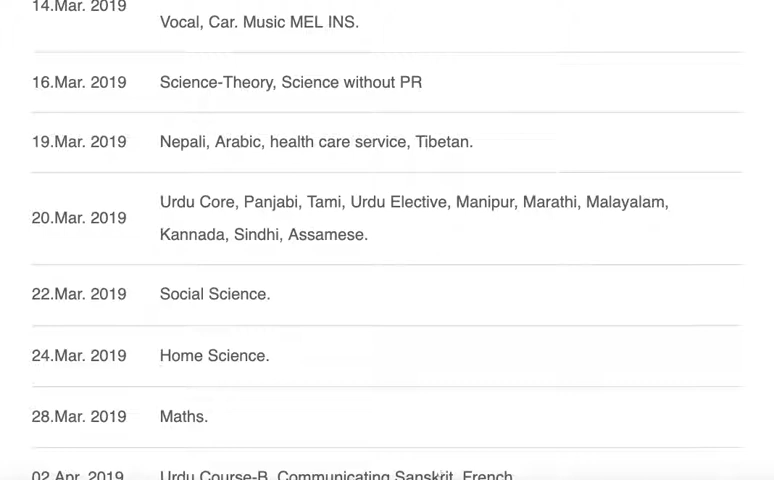 14.Mar. 2019
Vocal, Car. Music MEL INS.
16.Mar. 2019 Science-Theory, Science without PR
19.Mar. 2019 Nepali, Arabic, health care service, Tibetan.
20.Mar. 2019 Urdu Core, Panjabi, Tami, Urdu Elective, Manipur, Marathi, Malayalam,
Kannada, Sindhi, Assamese.
22.Mar. 2019 Social Science.
24.Mar. 2019 Home Science.
28.Mar. 2019 Maths.
02.Apr. 2019 Urdu Course-B, Communicating Sanskrit, French